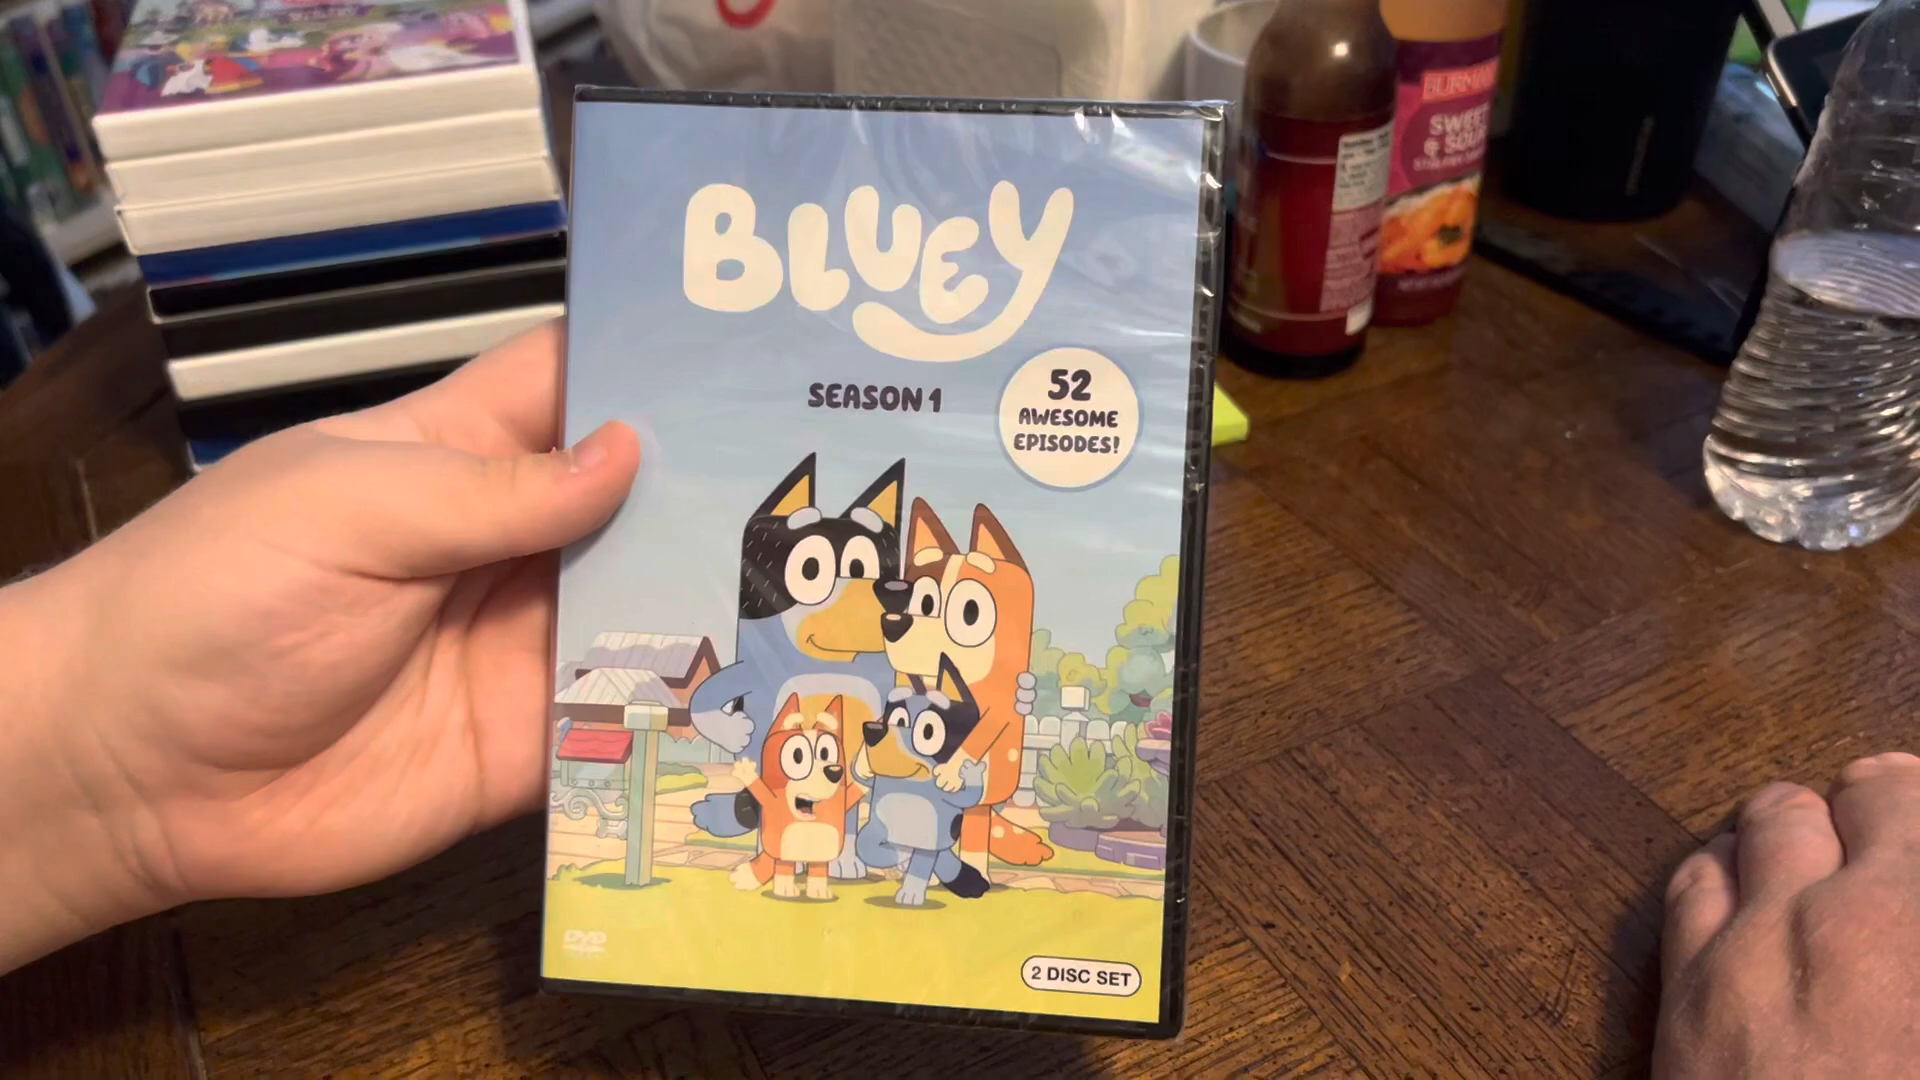 BLUEY
SEASON 1
52
AWESOME
EPISODES!
DVD
2 DISC SET
SWEET
& SOUR